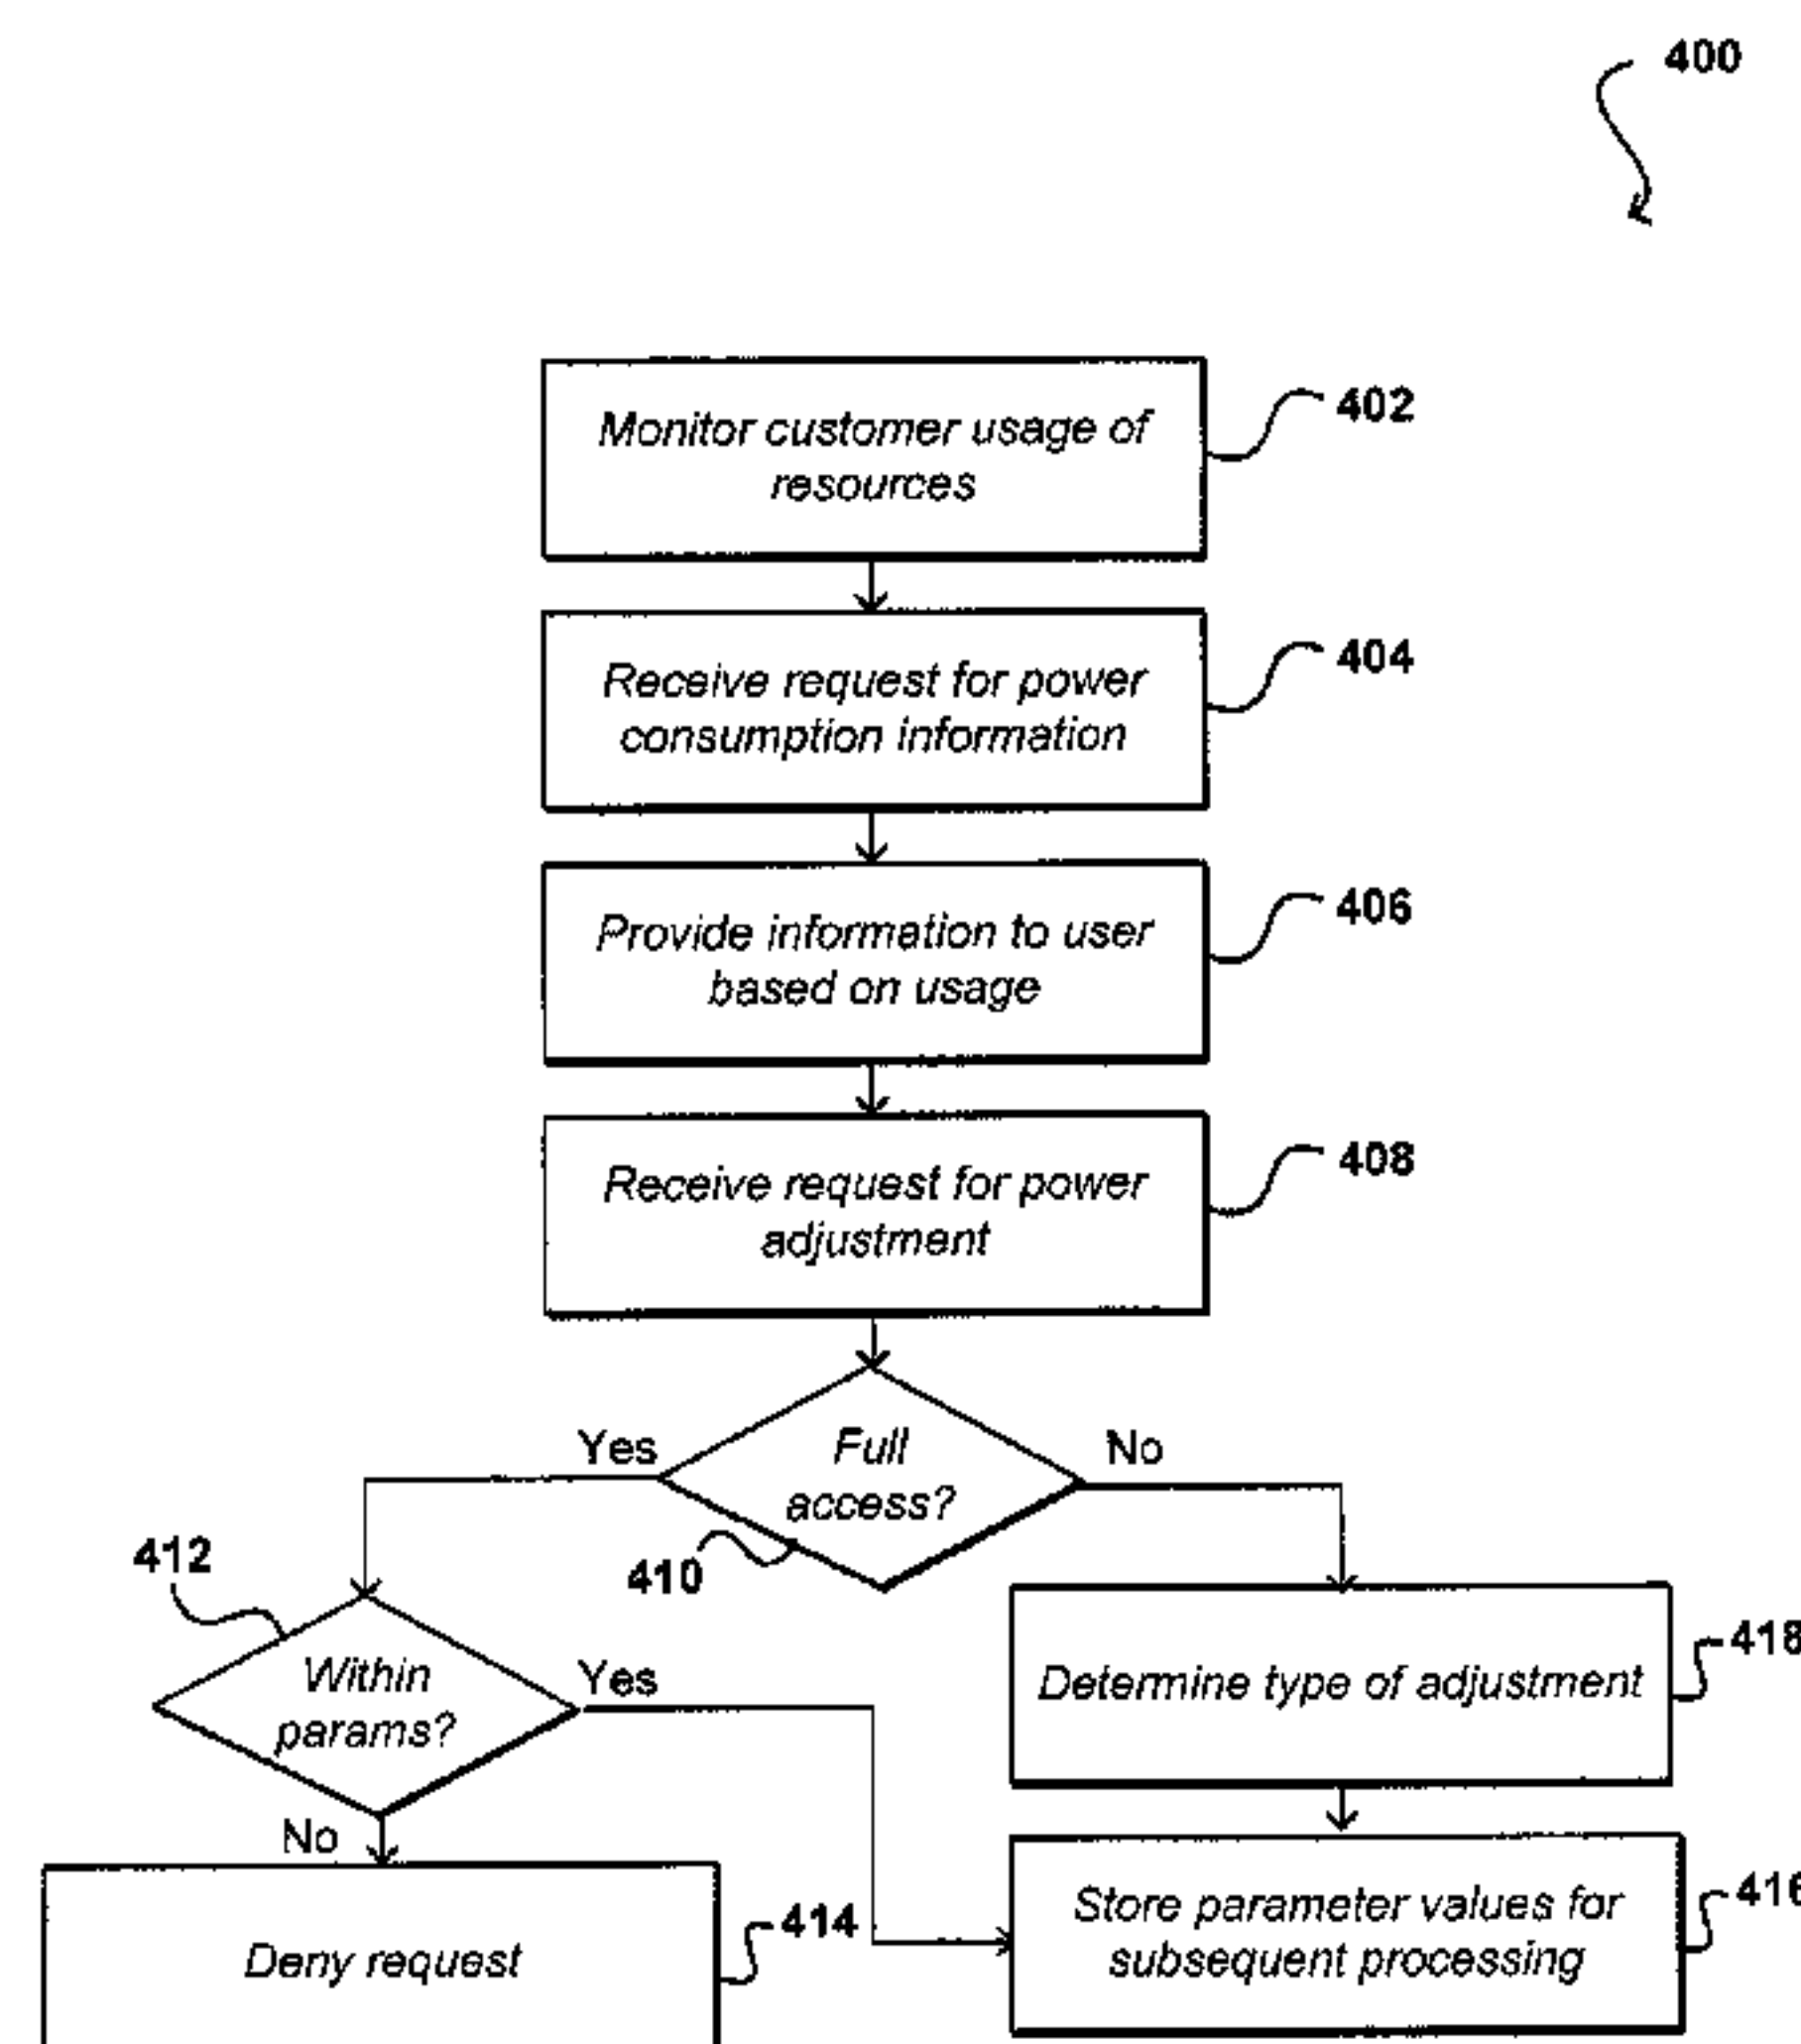 400
Monitor customer usage of
resources
402
Receive request for power
consumption information
404
Provide information to user
based on usage
406
Receive request for power
adjustment
408
Yes
Full
access?
No
410
412
Within
params?
Yes
No
Determine type of adjustment
418
Deny request
414
Store parameter values for
subsequent processing
416